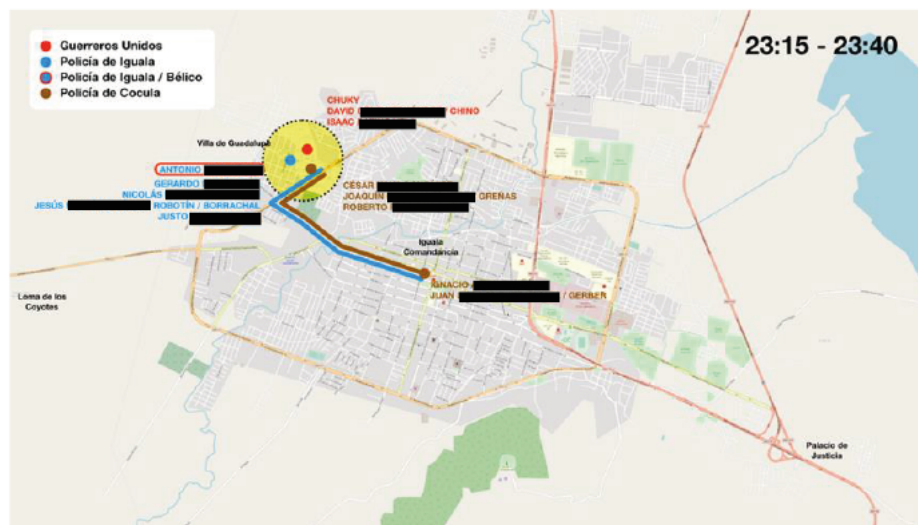 23:15 - 23:40
Guerreros Unidos
Policía de Iguala
Policía de Iguala / Bélico
Policía de Cocula
CHUKY
DAVID / CHINO
ISAAC
Villa de Guadalupe
ANTONIO
GERARDO
NICOLÁS
JESÚS ROBOTÍN / BORRACHAL
JUSTO
CÉSAR
JOAQUÍN GREÑAS
ROBERTO
Iguala
Comandancia
IGNACIO
JUAN / GERBER
Loma de los
Coyotes
Palacio de
Justicia